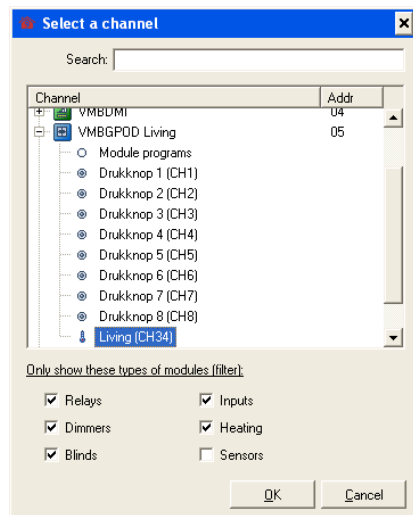 Select a channel
Search:
Channel Addr
VMBDMI 04
VMBGPOD Living 05
Module programs
Drukknop 1 (CH1)
Drukknop 2 (CH2)
Drukknop 3 (CH3)
Drukknop 4 (CH4)
Drukknop 5 (CH5)
Drukknop 6 (CH6)
Drukknop 7 (CH7)
Drukknop 8 (CH8)
Living (CH34)
Only show these types of modules (filter):
Relays Inputs
Dimmers Heating
Blinds Sensors
OK Cancel